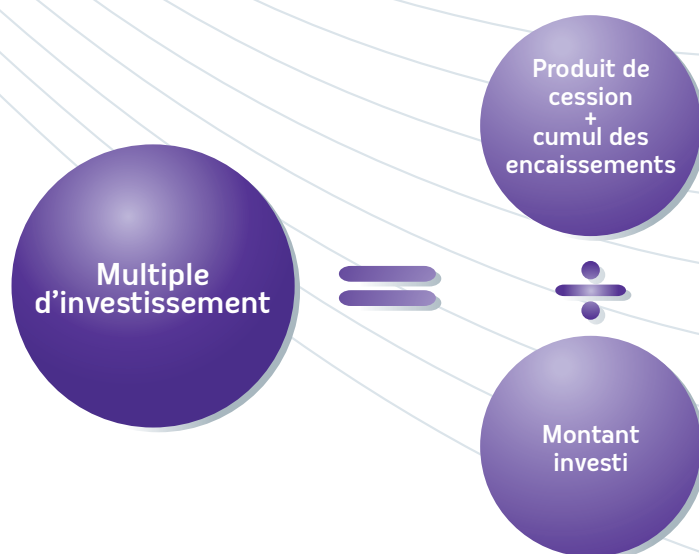 Multiple
d'investissement
=
Produit de
cession
+
cumul des
encaissements
÷
Montant
investi